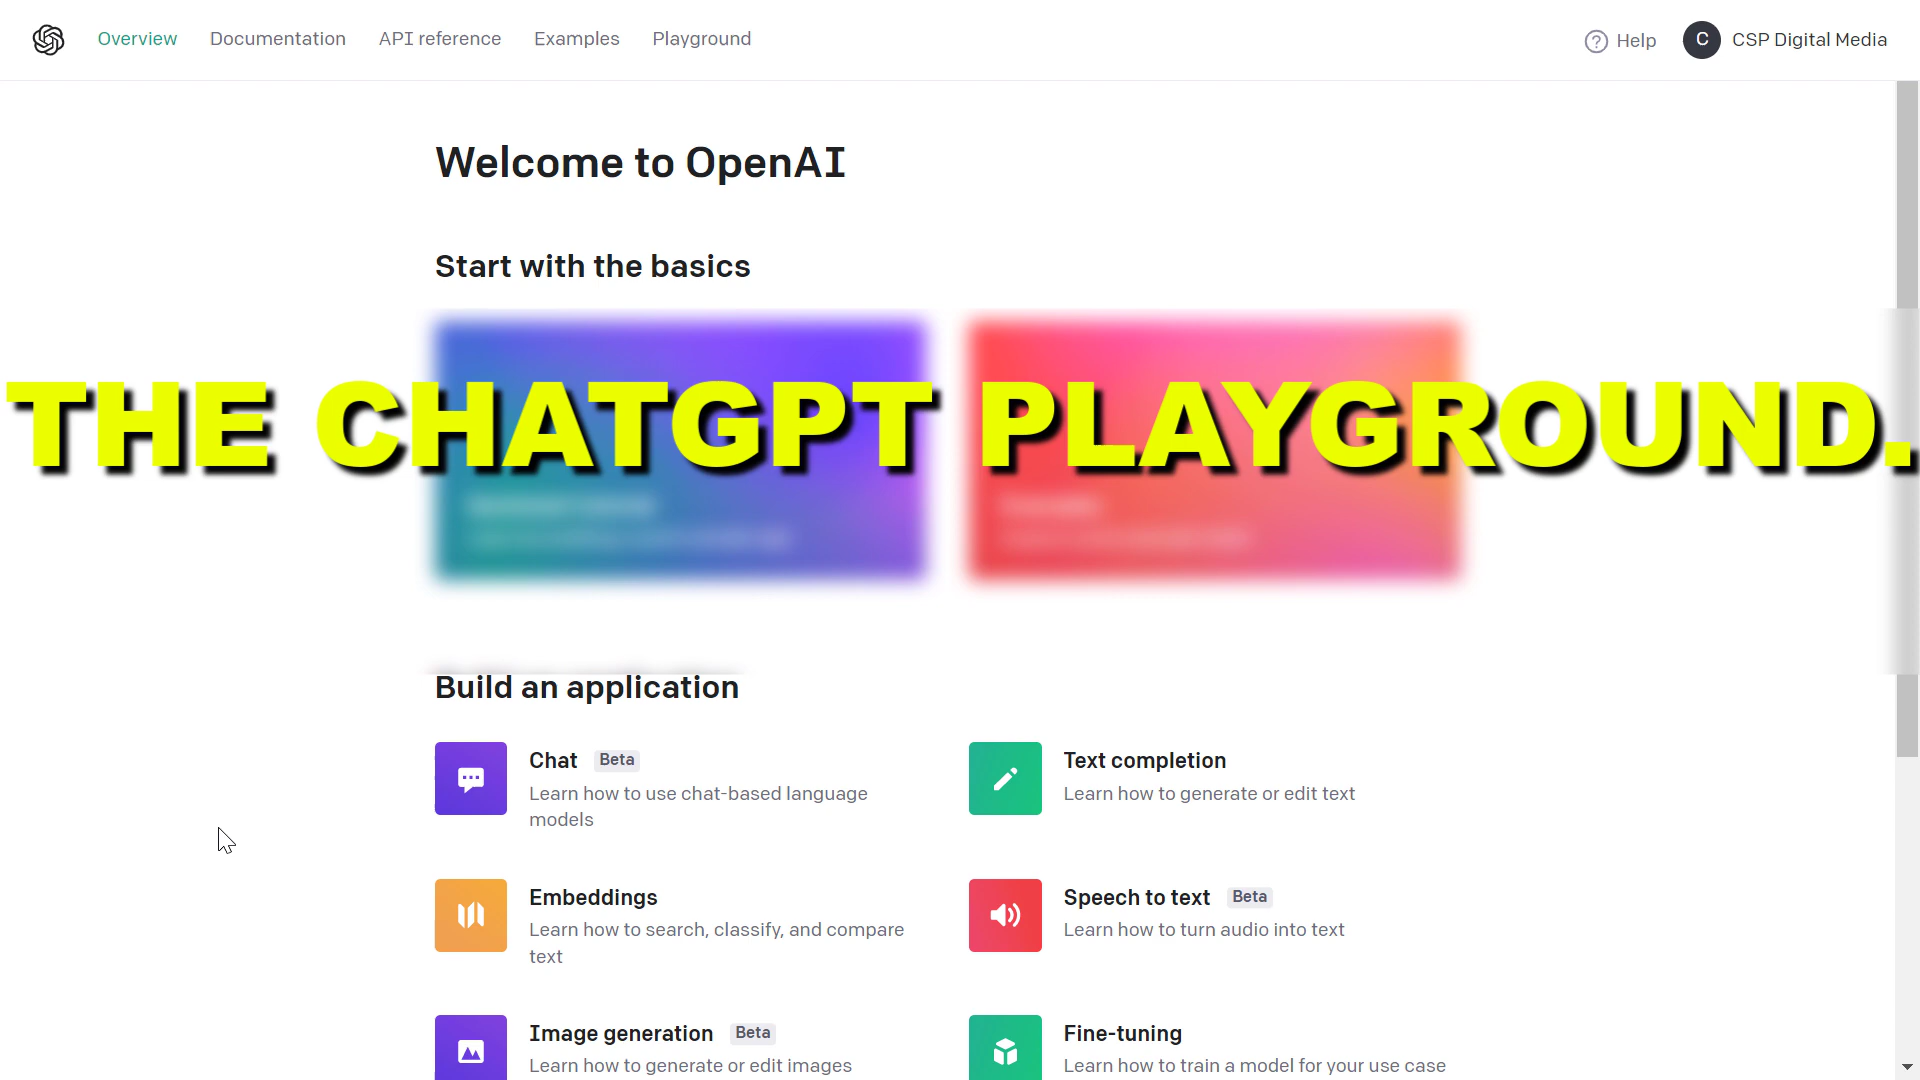 Overview Documentation API reference Examples Playground Help C CSP Digital Media
Welcome to OpenAI
Start with the basics
THE CHATGPT PLAYGROUND.
Build an application
Chat Beta
Learn how to use chat-based language
models
Text completion
Learn how to generate or edit text
Embeddings
Learn how to search, classify, and compare
text
Speech to text Beta
Learn how to turn audio into text
Image generation Beta
Learn how to generate or edit images
Fine-tuning
Learn how to train a model for your use case